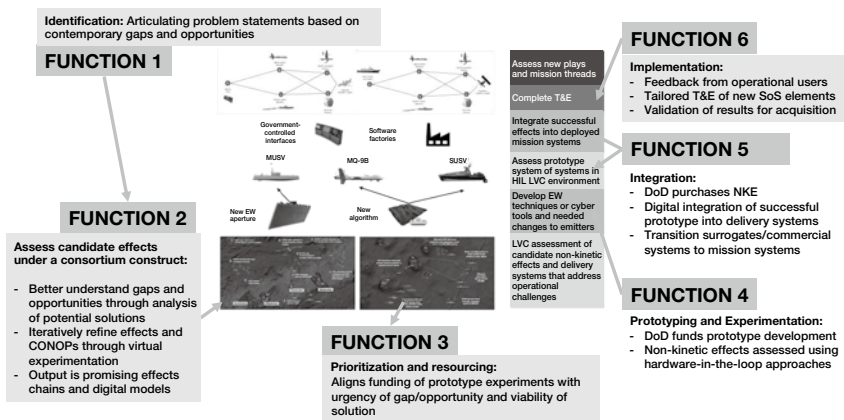 Identification: Articulating problem statements based on
contemporary gaps and opportunities
FUNCTION 1
FUNCTION 2
Assess candidate effects
under a consortium construct:
- Better understand gaps and
opportunities through analysis
of potential solutions
- Iteratively refine effects and
CONOPs through virtual
experimentation
- Output is promising effects
chains and digital models
Government-
controlled
interfaces
Software
factories
MUSV
MQ-9B
SUSV
New EW
aperture
New
algorithm
FUNCTION 3
Prioritization and resourcing:
Aligns funding of prototype experiments with
urgency of gap/opportunity and viability of
solution
Assess new plays
and mission threads
Complete T&E
Integrate successful
effects into deployed
mission systems
Assess prototype
system of systems in
HIL LVC environment
Develop EW
techniques or cyber
tools and needed
changes to emitters
LVC assessment of
candidate non-kinetic
effects and delivery
systems that address
operational
challenges
FUNCTION 6
Implementation:
- Feedback from operational users
- Tailored T&E of new SoS elements
- Validation of results for acquisition
FUNCTION 5
Integration:
- DoD purchases NKE
- Digital integration of successful
prototype into delivery systems
- Transition surrogates/commercial
systems to mission systems
FUNCTION 4
Prototyping and Experimentation:
- DoD funds prototype development
- Non-kinetic effects assessed using
hardware-in-the-loop approaches